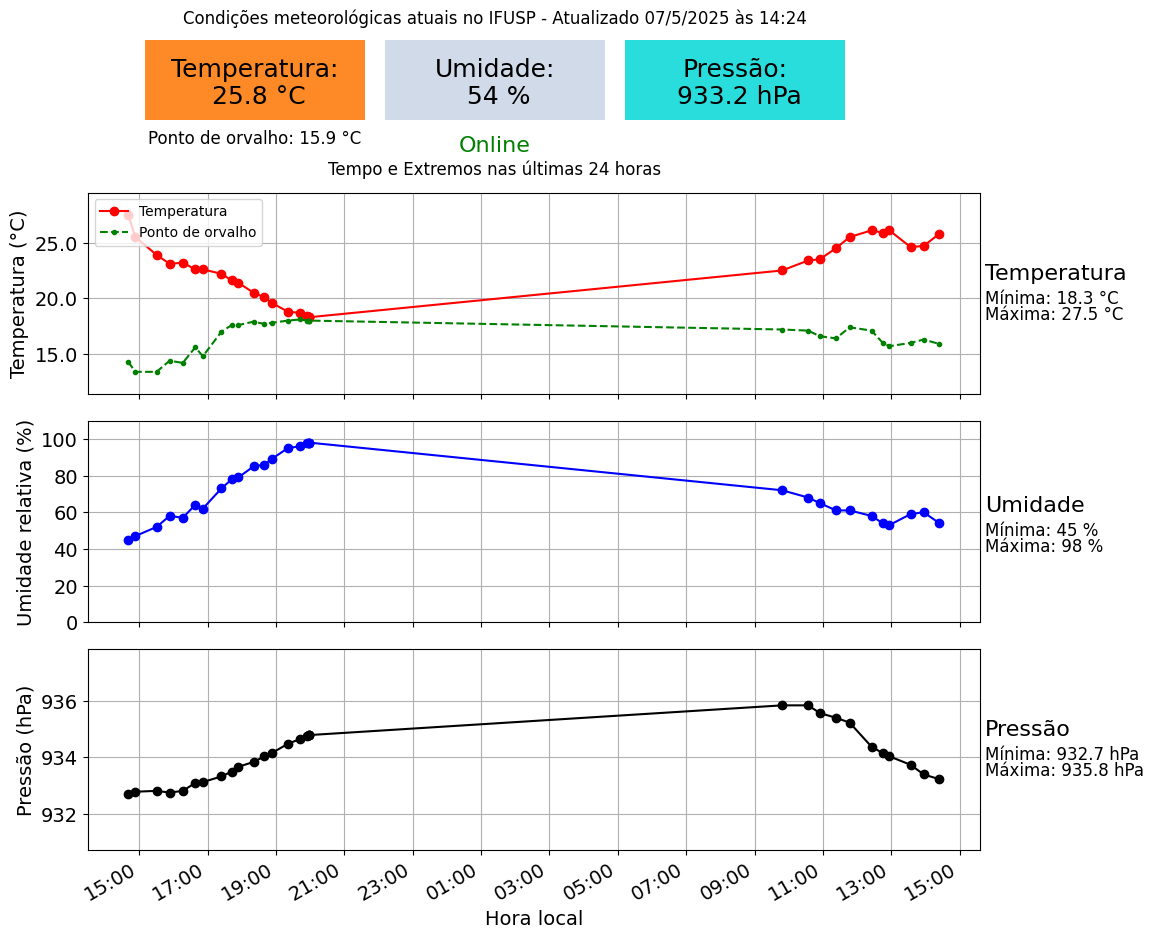 Condições meteorológicas atuais no IFUSP - Atualizado 07/5/2025 às 14:24
Temperatura:
25.8 °C
Umidade:
54 %
Pressão:
933.2 hPa
Ponto de orvalho: 15.9 °C
Online
Tempo e Extremos nas últimas 24 horas
Temperatura (°C)
25.0
20.0
15.0
Temperatura
Ponto de orvalho
Temperatura
Mínima: 18.3 °C
Máxima: 27.5 °C
Umidade relativa (%)
100
80
60
40
20
0
Umidade
Mínima: 45 %
Máxima: 98 %
Pressão (hPa)
936
934
932
Pressão
Mínima: 932.7 hPa
Máxima: 935.8 hPa
15:00 17:00 19:00 21:00 23:00 01:00 03:00 05:00 07:00 09:00 11:00 13:00 15:00
Hora local